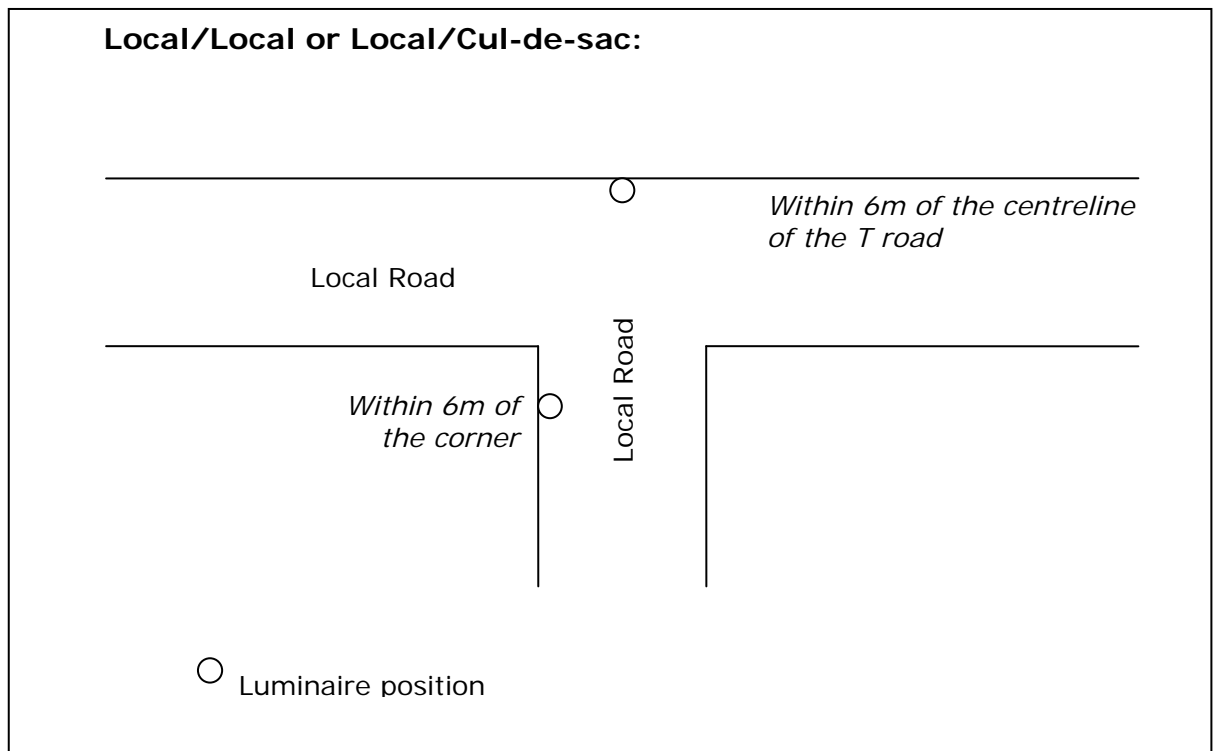 Local/Local or Local/Cul-de-sac:
Within 6m of the centreline
of the T road
Local Road
Local Road
Within 6m of
the corner
Luminaire position